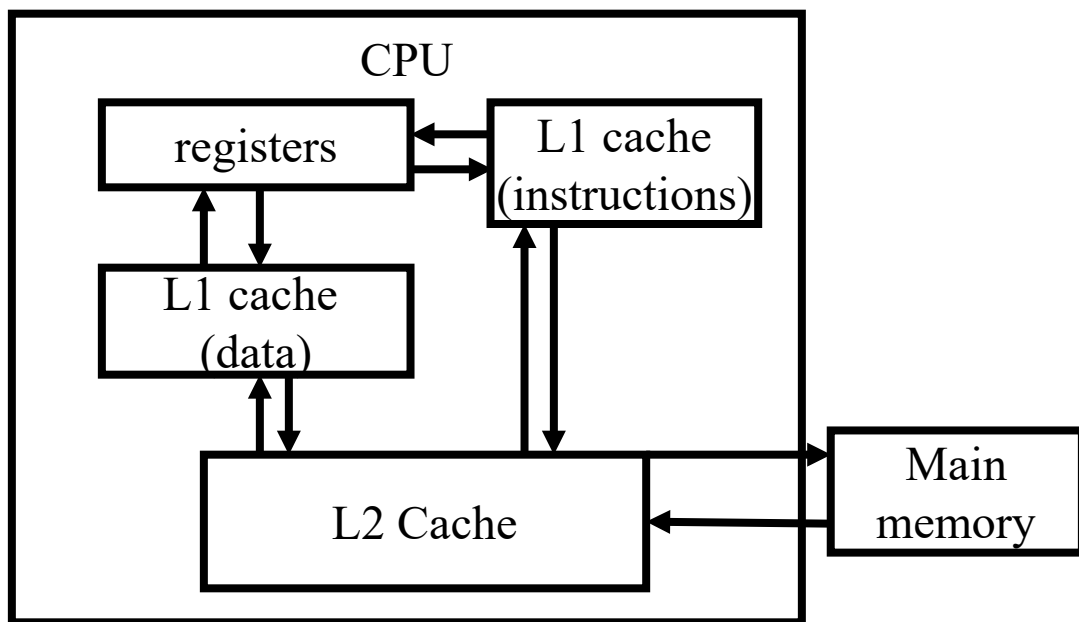 CPU
registers
L1 cache
(instructions)
L1 cache
(data)
L2 Cache
Main
memory